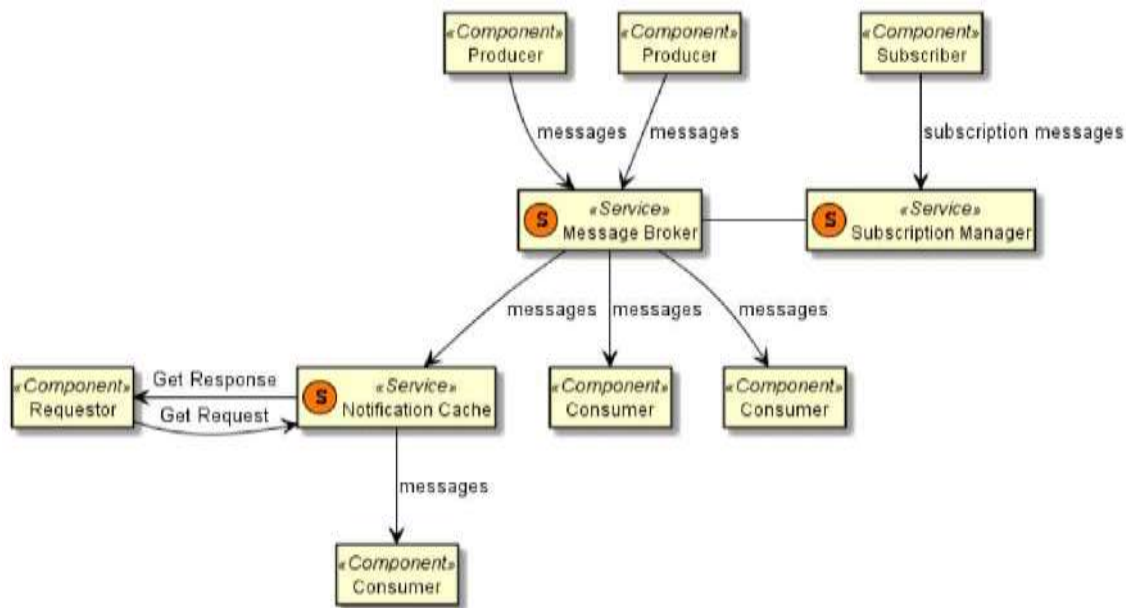 «Component»
Producer
«Component»
Producer
«Component»
Subscriber
messages
messages
subscription messages
S
«Service»
Message Broker
S
«Service»
Subscription Manager
messages
messages
messages
«Component»
Requestor
Get Response
Get Request
S
«Service»
Notification Cache
«Component»
Consumer
«Component»
Consumer
messages
«Component»
Consumer